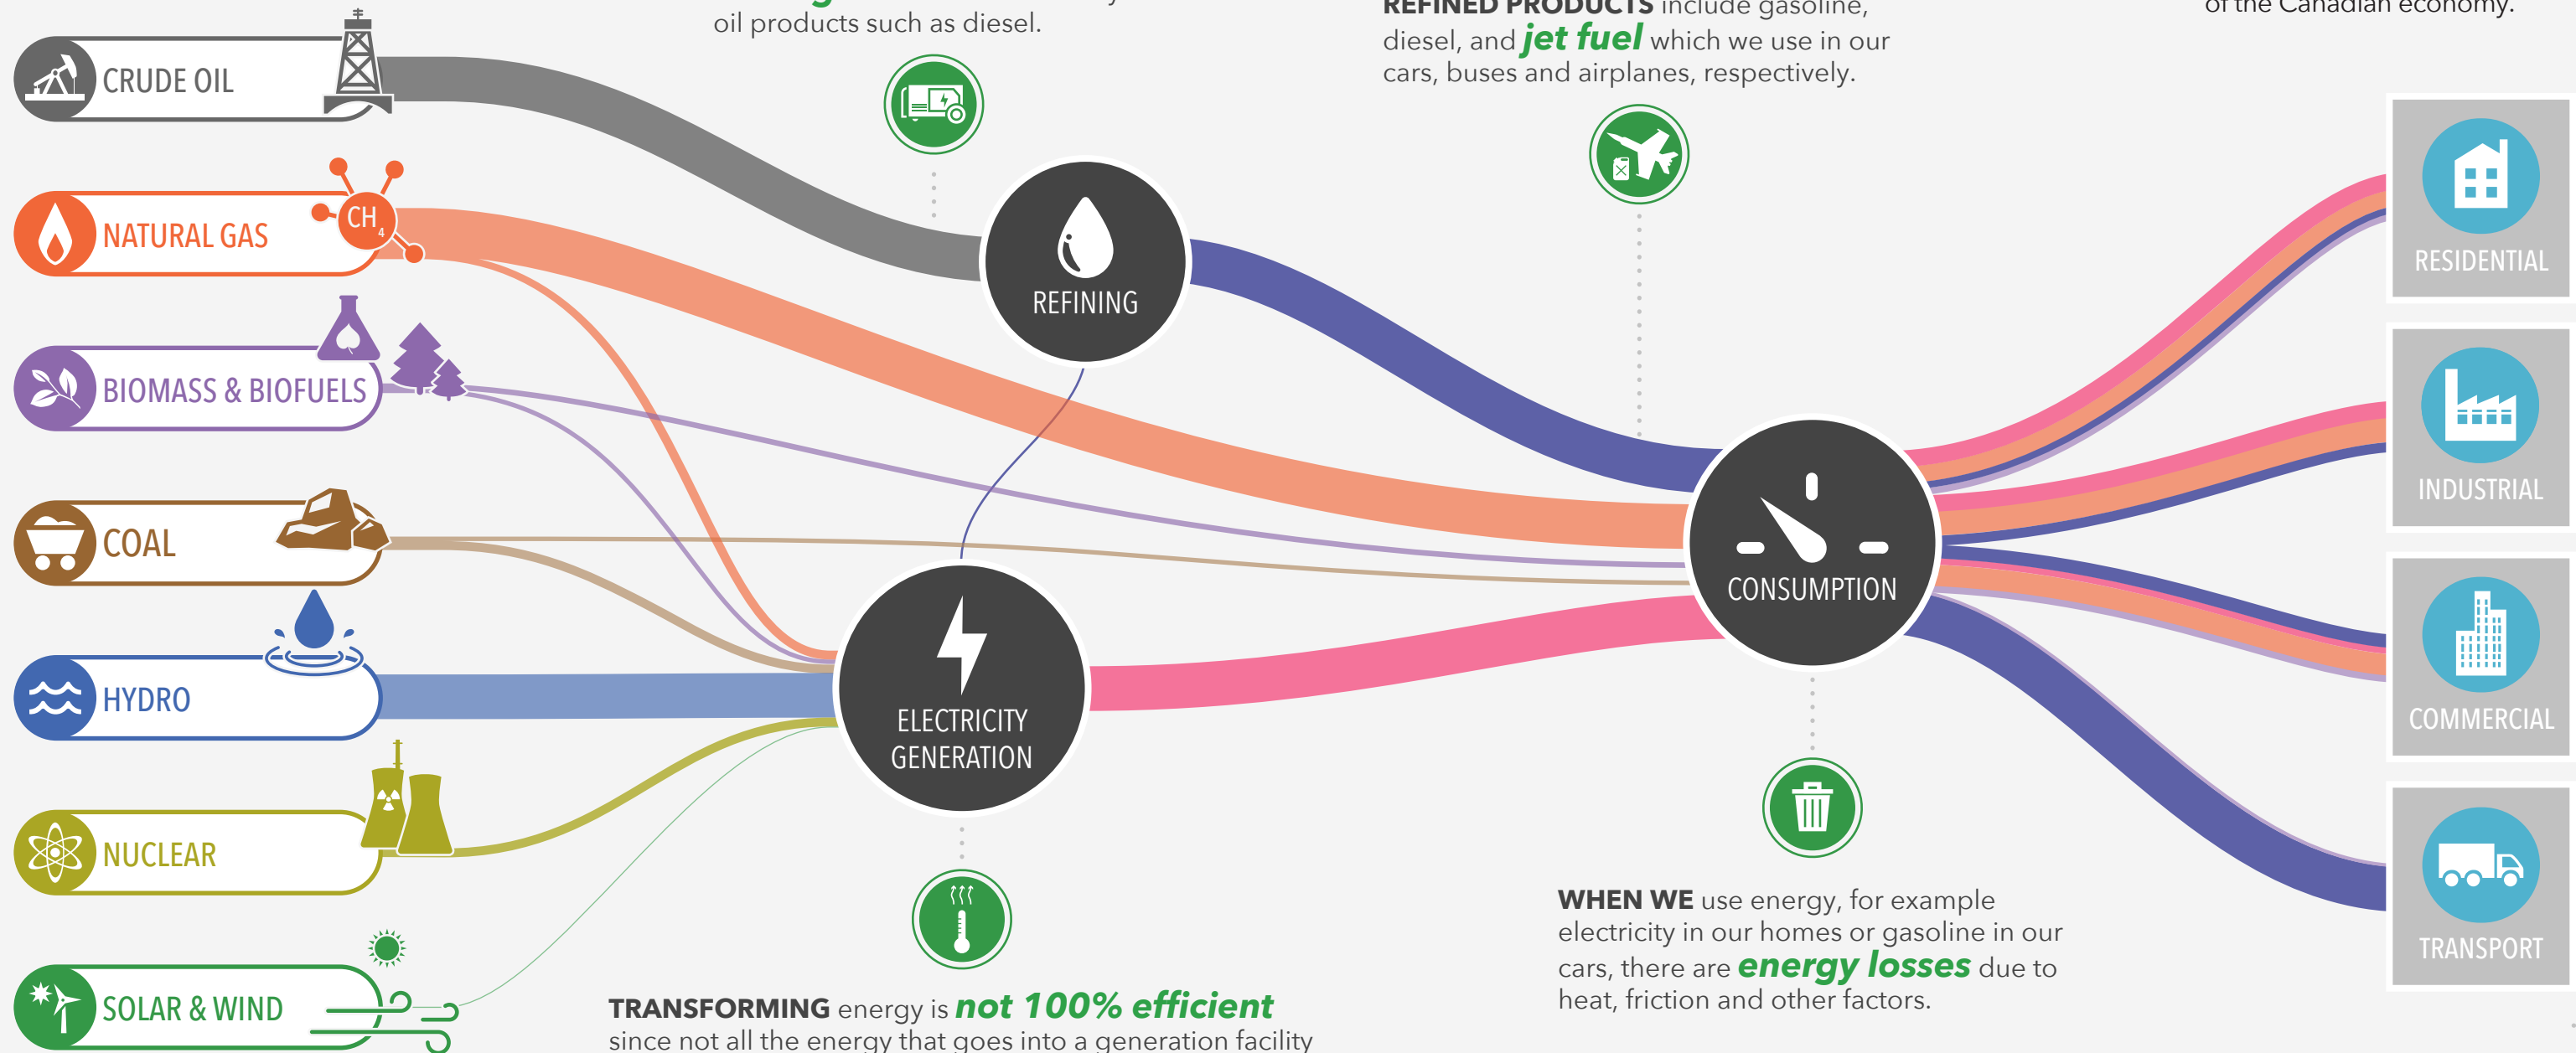 oil products such as diesel.
REFINED PRODUCTS include gasoline,
diesel, and jet fuel which we use in our
cars, buses and airplanes, respectively.
of the Canadian economy.
CRUDE OIL
NATURAL GAS
CH4
BIOMASS & BIOFUELS
COAL
HYDRO
NUCLEAR
SOLAR & WIND
REFINING
ELECTRICITY
GENERATION
CONSUMPTION
RESIDENTIAL
INDUSTRIAL
COMMERCIAL
TRANSPORT
TRANSFORMING energy is not 100% efficient
since not all the energy that goes into a generation facility
WHEN WE use energy, for example
electricity in our homes or gasoline in our
cars, there are energy losses due to
heat, friction and other factors.